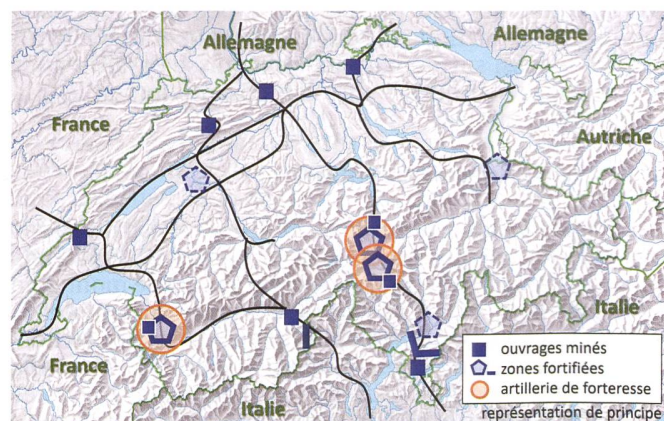 Allemagne
Allemagne
France
Autriche
Italie
France
Italie
ouvrages minés
zones fortifiées
artillerie de forteresse
représentation de principe